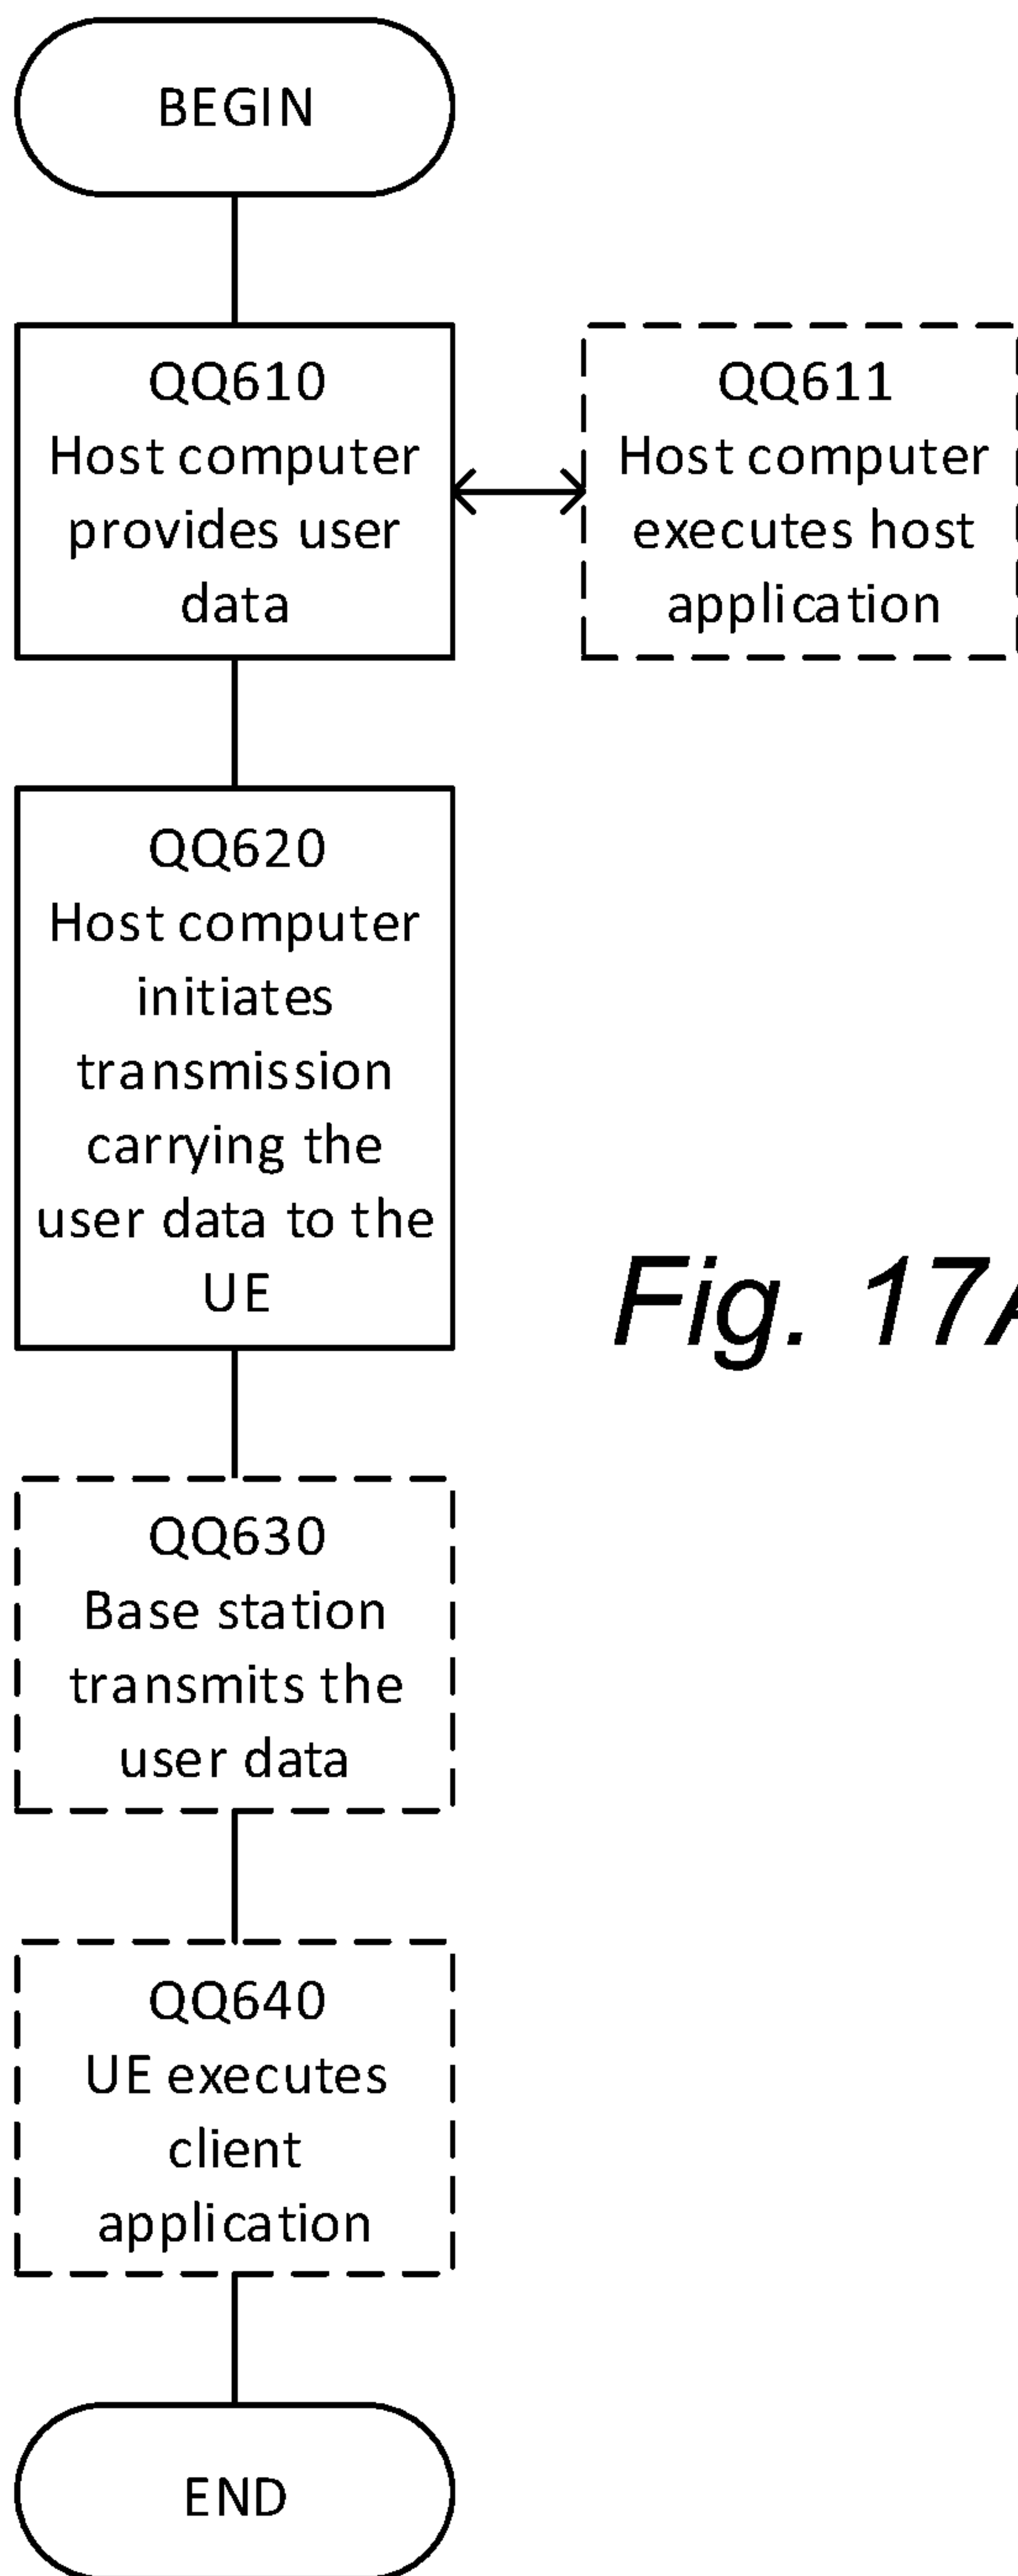 BEGIN
QQ610
Host computer
provides user
data
QQ611
Host computer
executes host
application
QQ620
Host computer
initiates
transmission
carrying the
user data to the
UE
Fig. 17A
QQ630
Base station
transmits the
user data
QQ640
UE executes
client
application
END